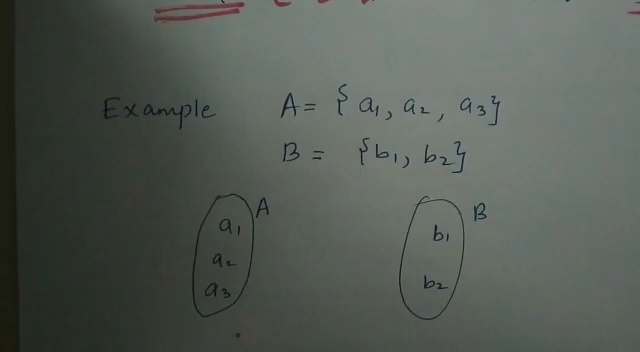 Example A = { a1, a2, a3}
B = {b1, b2}
A
B
a1
b1
a2
a3
b2